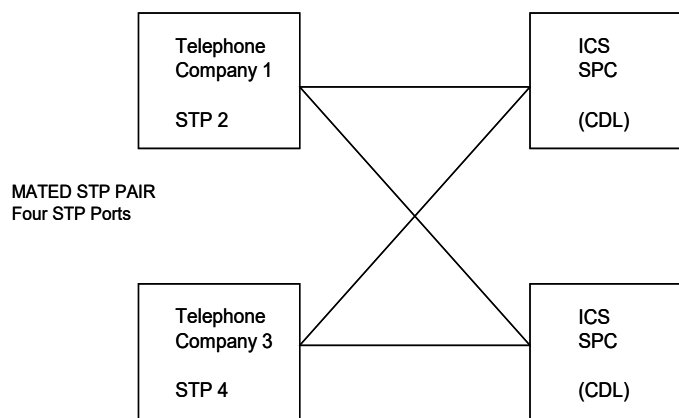 Telephone
Company 1
STP 2
ICS
SPC
(CDL)
MATED STP PAIR
Four STP Ports
Telephone
Company 3
STP 4
ICS
SPC
(CDL)